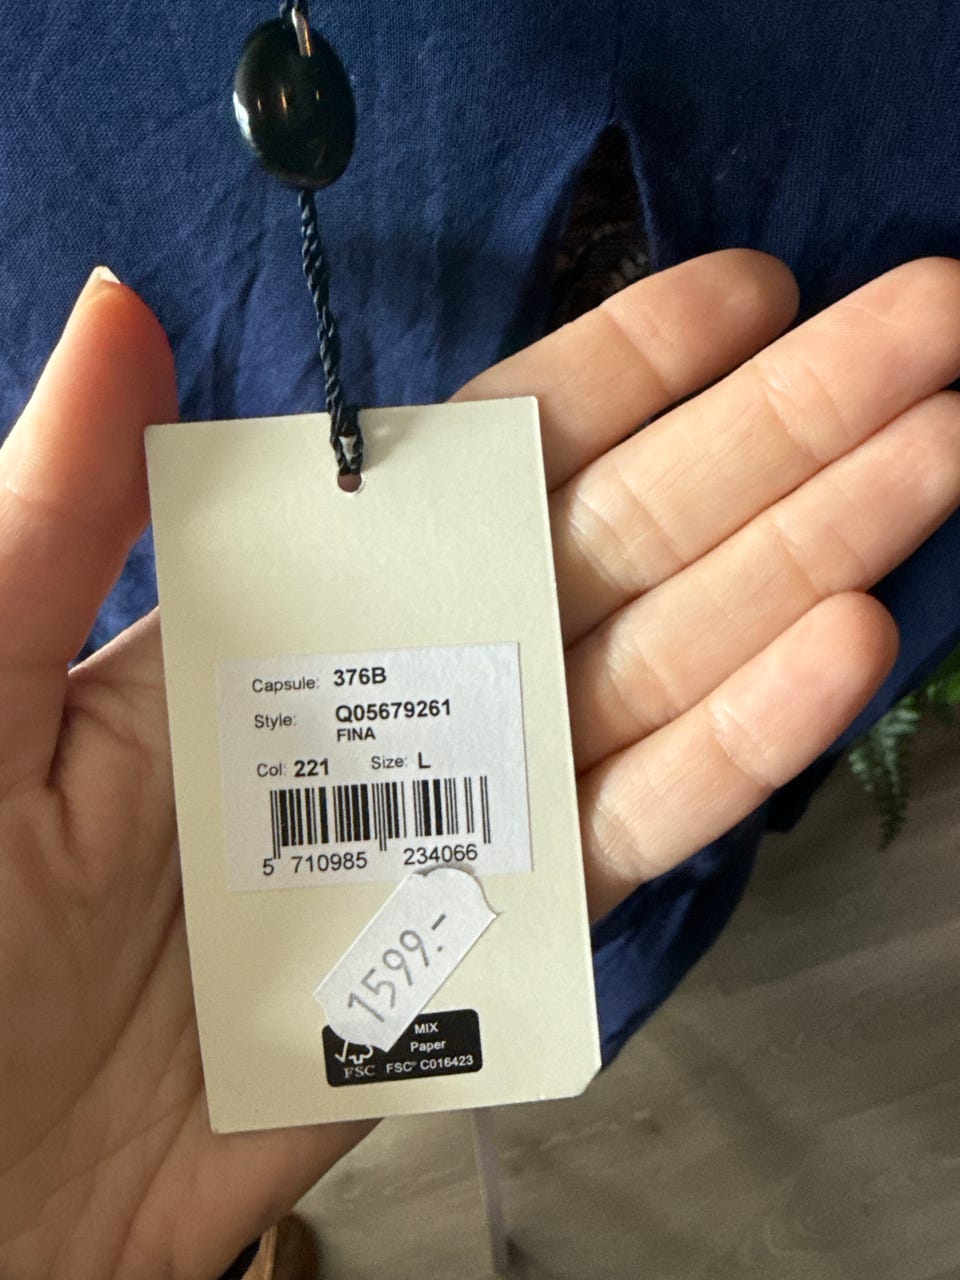 Capsule: 376B
Style: Q05679261
FINA
Col: 221 Size: L
5 710985 234066
1599.-
MIX
Paper
FSC FSC® C016423